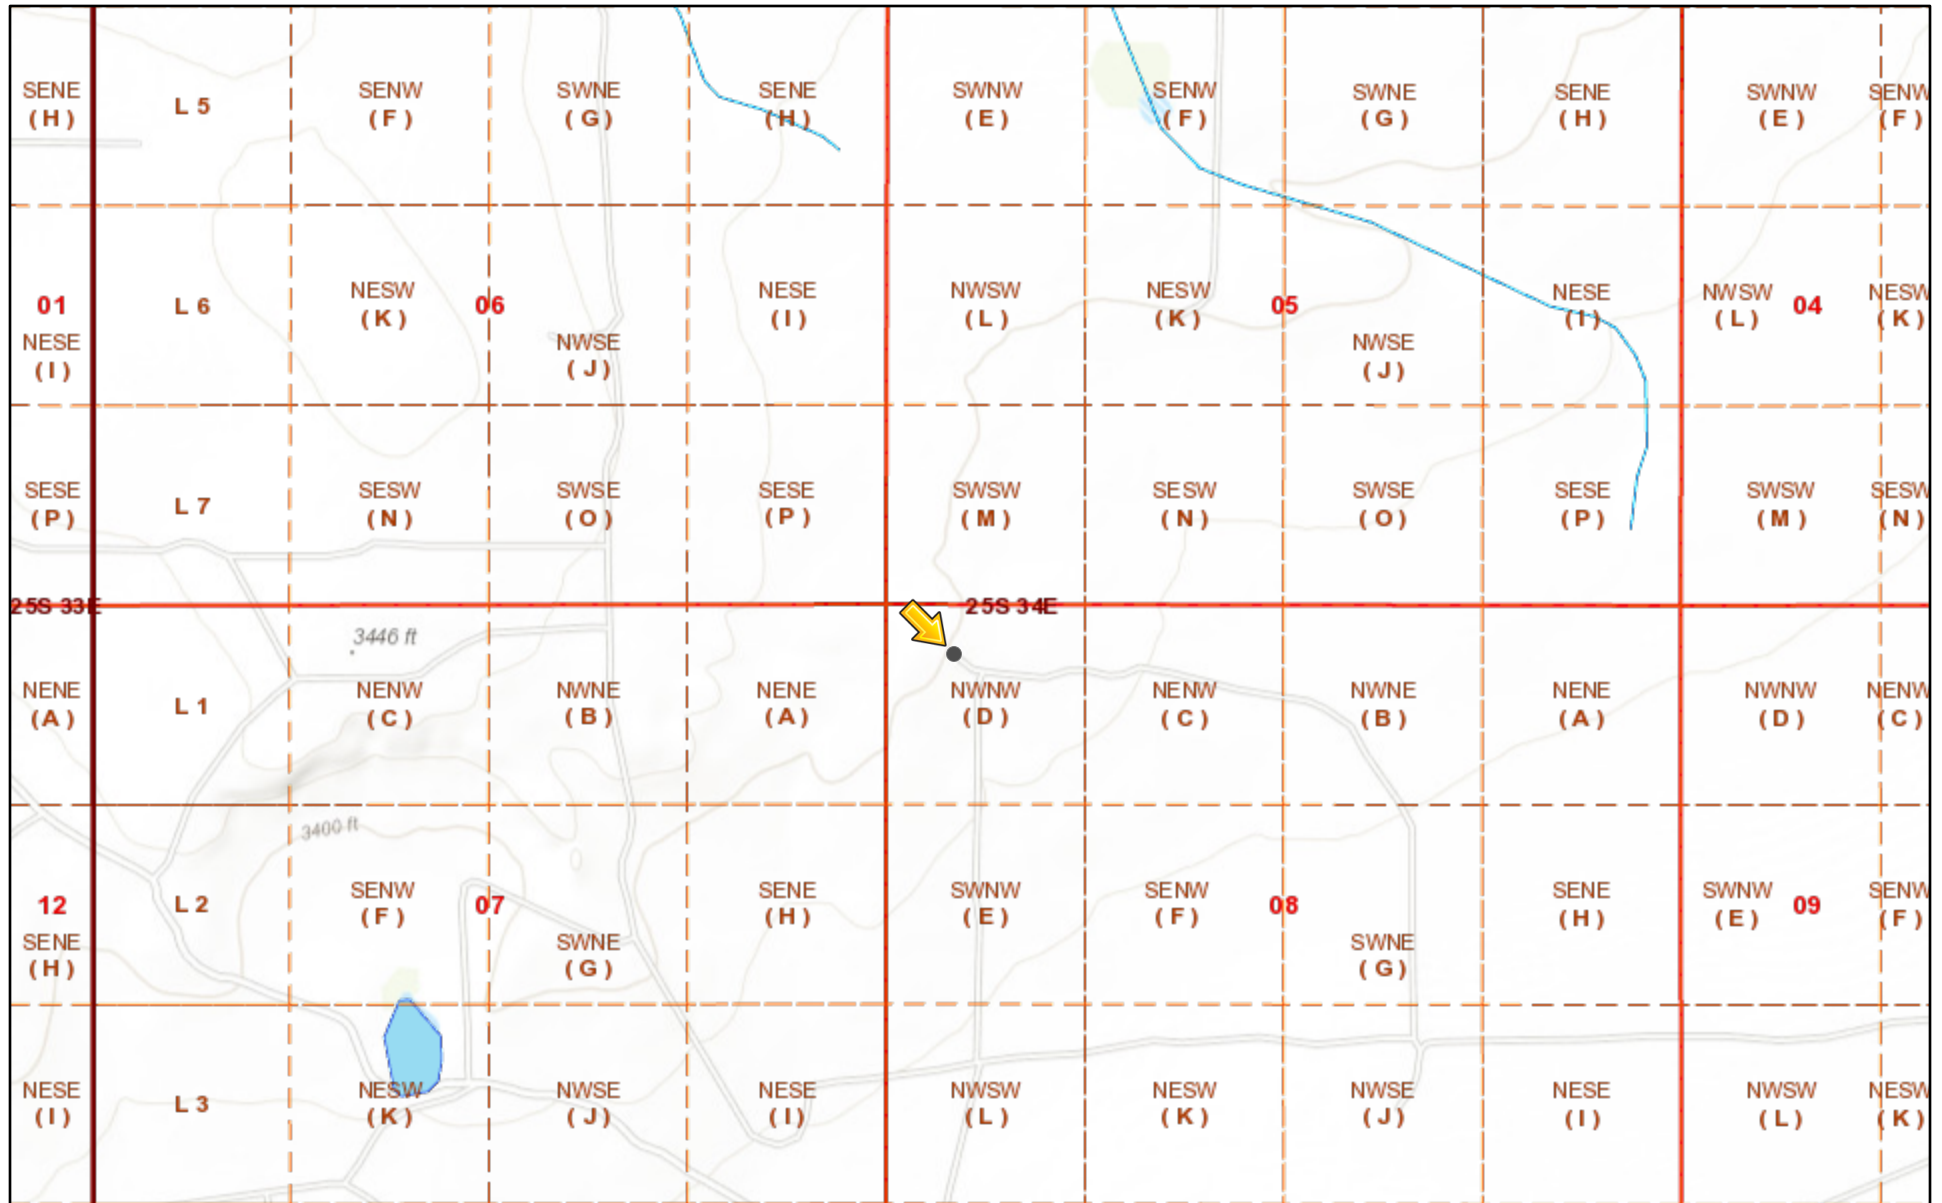 SENE
(H)
L 5
SENW
(F)
SWNE
(G)
SENE
(H)
SWNW
(E)
SENW
(F)
SWNE
(G)
SENE
(H)
SWNW
(E)
SENW
(F)
01
NESE
(I)
L 6
NESW
(K)
06
NWSE
(J)
NESE
(I)
NWSW
(L)
NESW
(K)
05
NWSE
(J)
NESE
(I)
NWSW
(L)
04
NESW
(K)
SESE
(P)
L 7
SESW
(N)
SWSE
(O)
SESE
(P)
SWSW
(M)
SESW
(N)
SWSE
(O)
SESE
(P)
SWSW
(M)
SESW
(N)
25S 33E
25S 34E
3446 ft
NENE
(A)
L 1
NENW
(C)
NWNE
(B)
NENE
(A)
NWNW
(D)
NENW
(C)
NWNE
(B)
NENE
(A)
NWNW
(D)
NENW
(C)
3400 ft
12
SENE
(H)
L 2
SENW
(F)
07
SWNE
(G)
SENE
(H)
SWNW
(E)
SENW
(F)
08
SWNE
(G)
SENE
(H)
SWNW
(E)
09
SENW
(F)
NESE
(I)
L 3
NESW
(K)
NWSE
(J)
NESE
(I)
NWSW
(L)
NESW
(K)
NWSE
(J)
NESE
(I)
NWSW
(L)
NESW
(K)